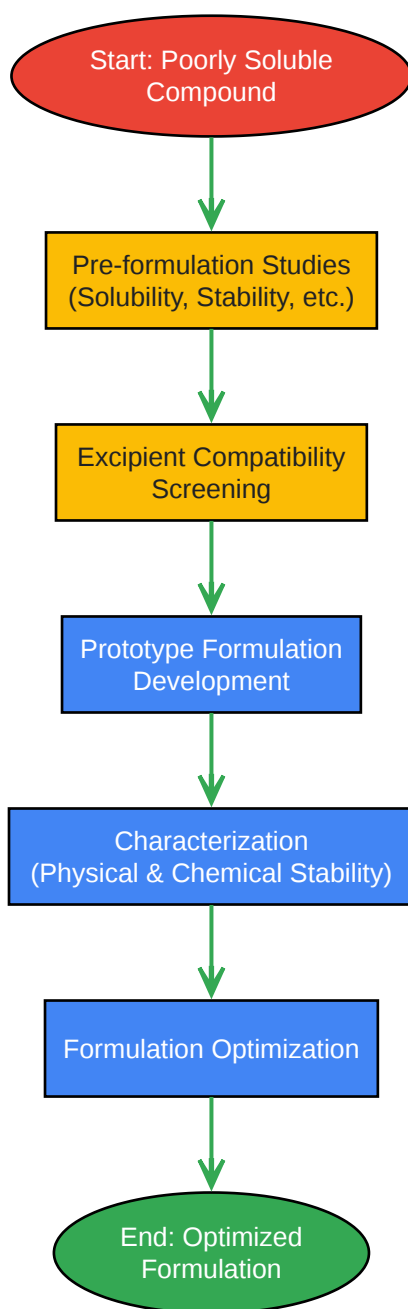 Start: Poorly Soluble
Compound
Pre-formulation Studies
(Solubility, Stability, etc.)
Excipient Compatibility
Screening
Prototype Formulation
Development
Characterization
(Physical & Chemical Stability)
Formulation Optimization
End: Optimized
Formulation